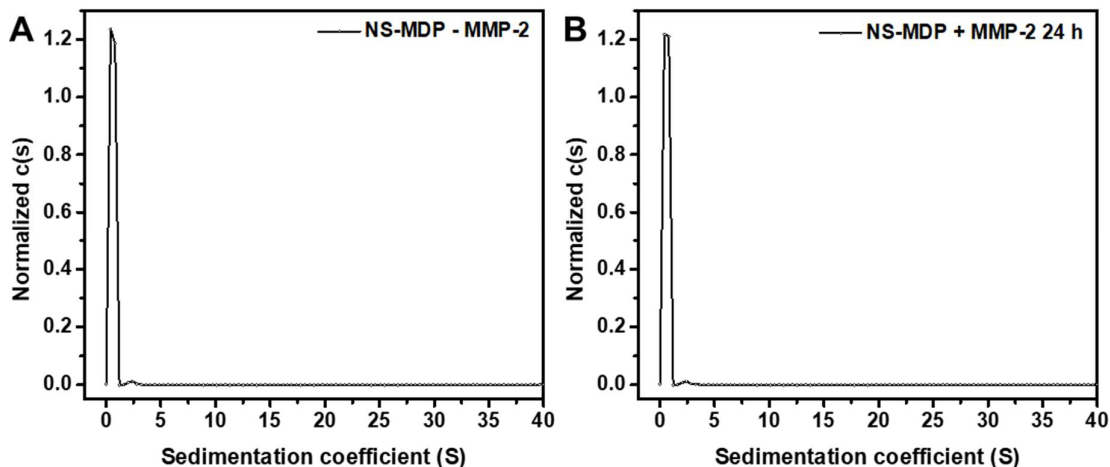 A
NS-MDP - MMP-2
Normalized c(s)
1.2
1.0
0.8
0.6
0.4
0.2
0.0
0 5 10 15 20 25 30 35 40
Sedimentation coefficient (S)
B
NS-MDP + MMP-2 24 h
Normalized c(s)
1.2
1.0
0.8
0.6
0.4
0.2
0.0
0 5 10 15 20 25 30 35 40
Sedimentation coefficient (S)